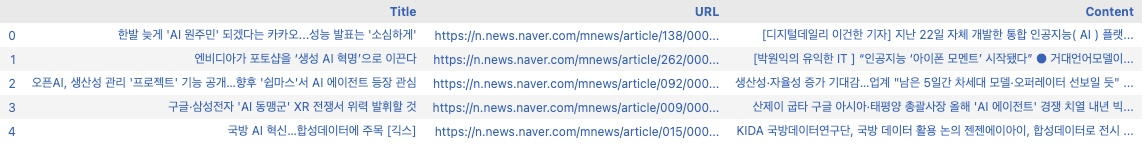 Title URL Content
0 한발 늦게 'AI 원주민' 되겠다는 카카오...성능 발표는 '소심하게' https://n.news.naver.com/mnews/article/138/000... [디지털데일리 이건한 기자] 지난 22일 자체 개발한 통합 인공지능( AI ) 플랫...
1 엔비디아가 포토샵을 '생성 AI 혁명'으로 이끈다 https://n.news.naver.com/mnews/article/262/000... [박원익의 유익한 IT ] "인공지능 '아이폰 모멘트' 시작됐다" ● 거대언어모델이...
2 오픈AI, 생산성 관리 '프로젝트' 기능 공개...향후 '쉽마스'서 AI 에이전트 등장 관심 https://n.news.naver.com/mnews/article/092/000... 생산성·자율성 증가 기대감...업계 "남은 5일간 차세대 모델·오퍼레이터 선보일 듯" ...
3 구글·삼성전자 'AI 동맹군' XR 전쟁서 위력 발휘할 것 https://n.news.naver.com/mnews/article/009/000... 산제이 굽타 구글 아시아·태평양 총괄사장 올해 'AI 에이전트' 경쟁 치열 내년 빅...
4 국방 AI 혁신...합성데이터에 주목 [긱스] https://n.news.naver.com/mnews/article/015/000... KIDA 국방데이터연구단, 국방 데이터 활용 논의 젠젠에이아이, 합성데이터로 전시 ...